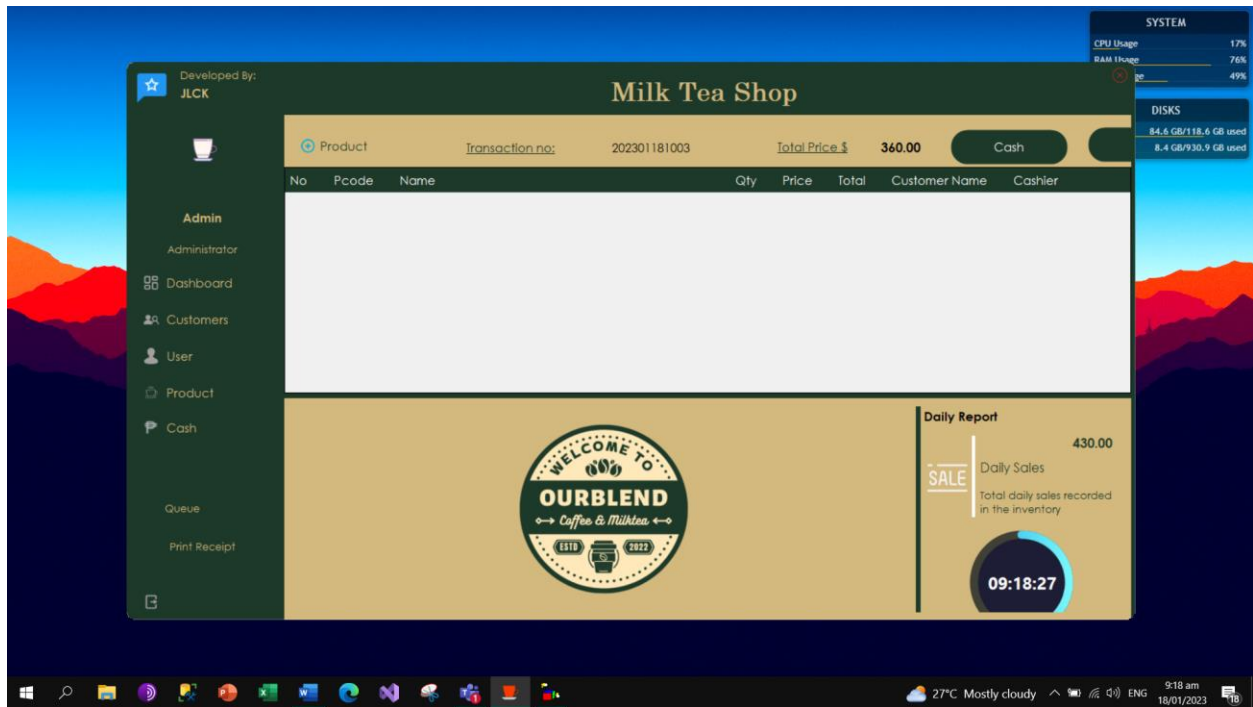 SYSTEM
CPU Usage 17%
RAM Usage 76%
ge 49%
DISKS
84.6 GB/118.6 GB used
8.4 GB/930.9 GB used
Developed By:
JLCK
Milk Tea Shop
Product Transaction no: 202301181003 Total Price $ 360.00 Cash
No Pcode Name Qty Price Total Customer Name Cashier
Admin
Administrator
Dashboard
Customers
User
Product
Cash
Queue
Print Receipt
WELCOME TO
OURBLEND
Coffee & Milktea
ESTD 2022
Daily Report
430.00
SALE
Daily Sales
Total daily sales recorded
in the inventory
09:18:27
27°C Mostly cloudy ENG
9:18 am
18/01/2023
18